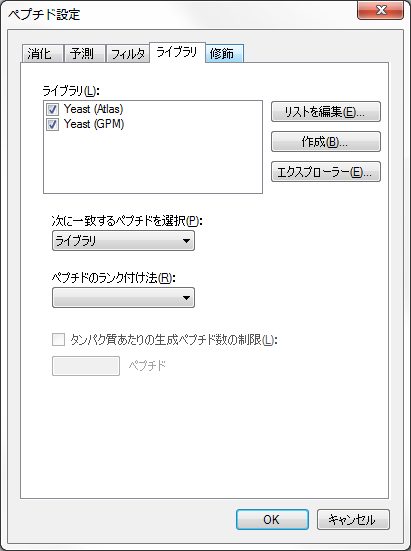 ペプチド設定
消化 予測 フィルタ ライブラリ 修飾
ライブラリ(L):
Yeast (Atlas)
Yeast (GPM)
リストを編集(E)...
作成(B)...
エクスプローラー(E)...
次に一致するペプチドを選択(P):
ライブラリ
ペプチドのランク付け法(R):
タンパク質あたりの生成ペプチド数の制限(L):
ペプチド
OK キャンセル